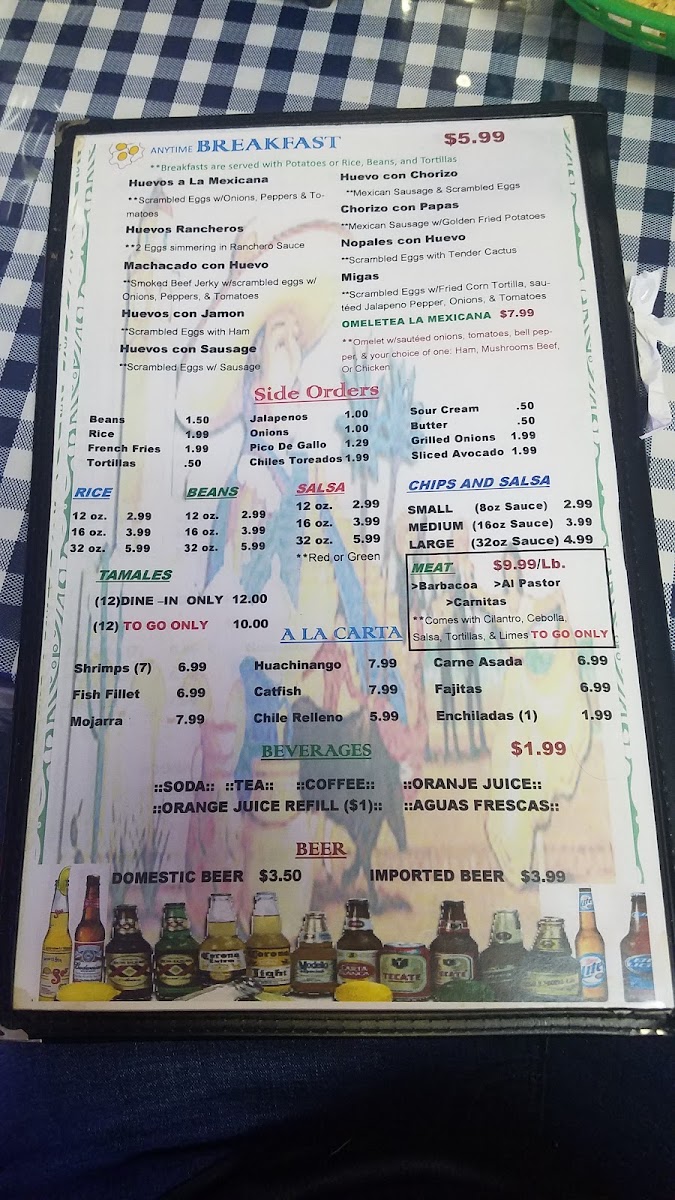 ANYTIME BREAKFAST $5.99
**Breakfasts are served with Potatoes or Rice, Beans, and Tortillas
Huevos a La Mexicana
**Scrambled Eggs w/Onions, Peppers & To-
matoes
Huevos Rancheros
**2 Eggs simmering in Ranchero Sauce
Machacado con Huevo
**Smoked Beef Jerky w/scrambled eggs w/
Onions, Peppers, & Tomatoes
Huevos con Jamon
**Scrambled Eggs with Ham
Huevos con Sausage
**Scrambled Eggs w/ Sausage
Huevo con Chorizo
**Mexican Sausage & Scrambled Eggs
Chorizo con Papas
**Mexican Sausage w/Golden Fried Potatoes
Nopales con Huevo
**Scrambled Eggs with Tender Cactus
Migas
**Scrambled Eggs w/Fried Corn Tortilla, sau-
téed Jalapeno Pepper, Onions, & Tomatoes
OMELETEA LA MEXICANA $7.99
**Omelet w/sautéed onions, tomatoes, bell pep-
per, & your choice of one: Ham, Mushrooms Beef,
Or Chicken
Side Orders
Beans 1.50
Rice 1.99
French Fries 1.99
Tortillas .50
Jalapenos 1.00
Onions 1.00
Pico De Gallo 1.29
Chiles Toreados 1.99
Sour Cream .50
Butter .50
Grilled Onions 1.99
Sliced Avocado 1.99
RICE
12 oz. 2.99
16 oz. 3.99
32 oz. 5.99
BEANS
12 oz. 2.99
16 oz. 3.99
32 oz. 5.99
SALSA
12 oz. 2.99
16 oz. 3.99
32 oz. 5.99
**Red or Green
CHIPS AND SALSA
SMALL (8oz Sauce) 2.99
MEDIUM (16oz Sauce) 3.99
LARGE (32oz Sauce) 4.99
TAMALES
(12)DINE -IN ONLY 12.00
(12) TO GO ONLY 10.00
MEAT $9.99/Lb.
>Barbacoa >Al Pastor
>Carnitas
**Comes with Cilantro, Cebolla,
Salsa, Tortillas, & Limes TO GO ONLY
A LA CARTA
Shrimps (7) 6.99
Fish Fillet 6.99
Mojarra 7.99
Huachinango 7.99
Catfish 7.99
Chile Relleno 5.99
Carne Asada 6.99
Fajitas 6.99
Enchiladas (1) 1.99
BEVERAGES $1.99
::SODA:: ::TEA:: ::COFFEE:: ::ORANJE JUICE::
::ORANGE JUICE REFILL ($1):: ::AGUAS FRESCAS::
BEER
DOMESTIC BEER $3.50 IMPORTED BEER $3.99
Corona
Extra
Corona
Light
Modelo
CARTA
BLANCA
TECATE
Lite